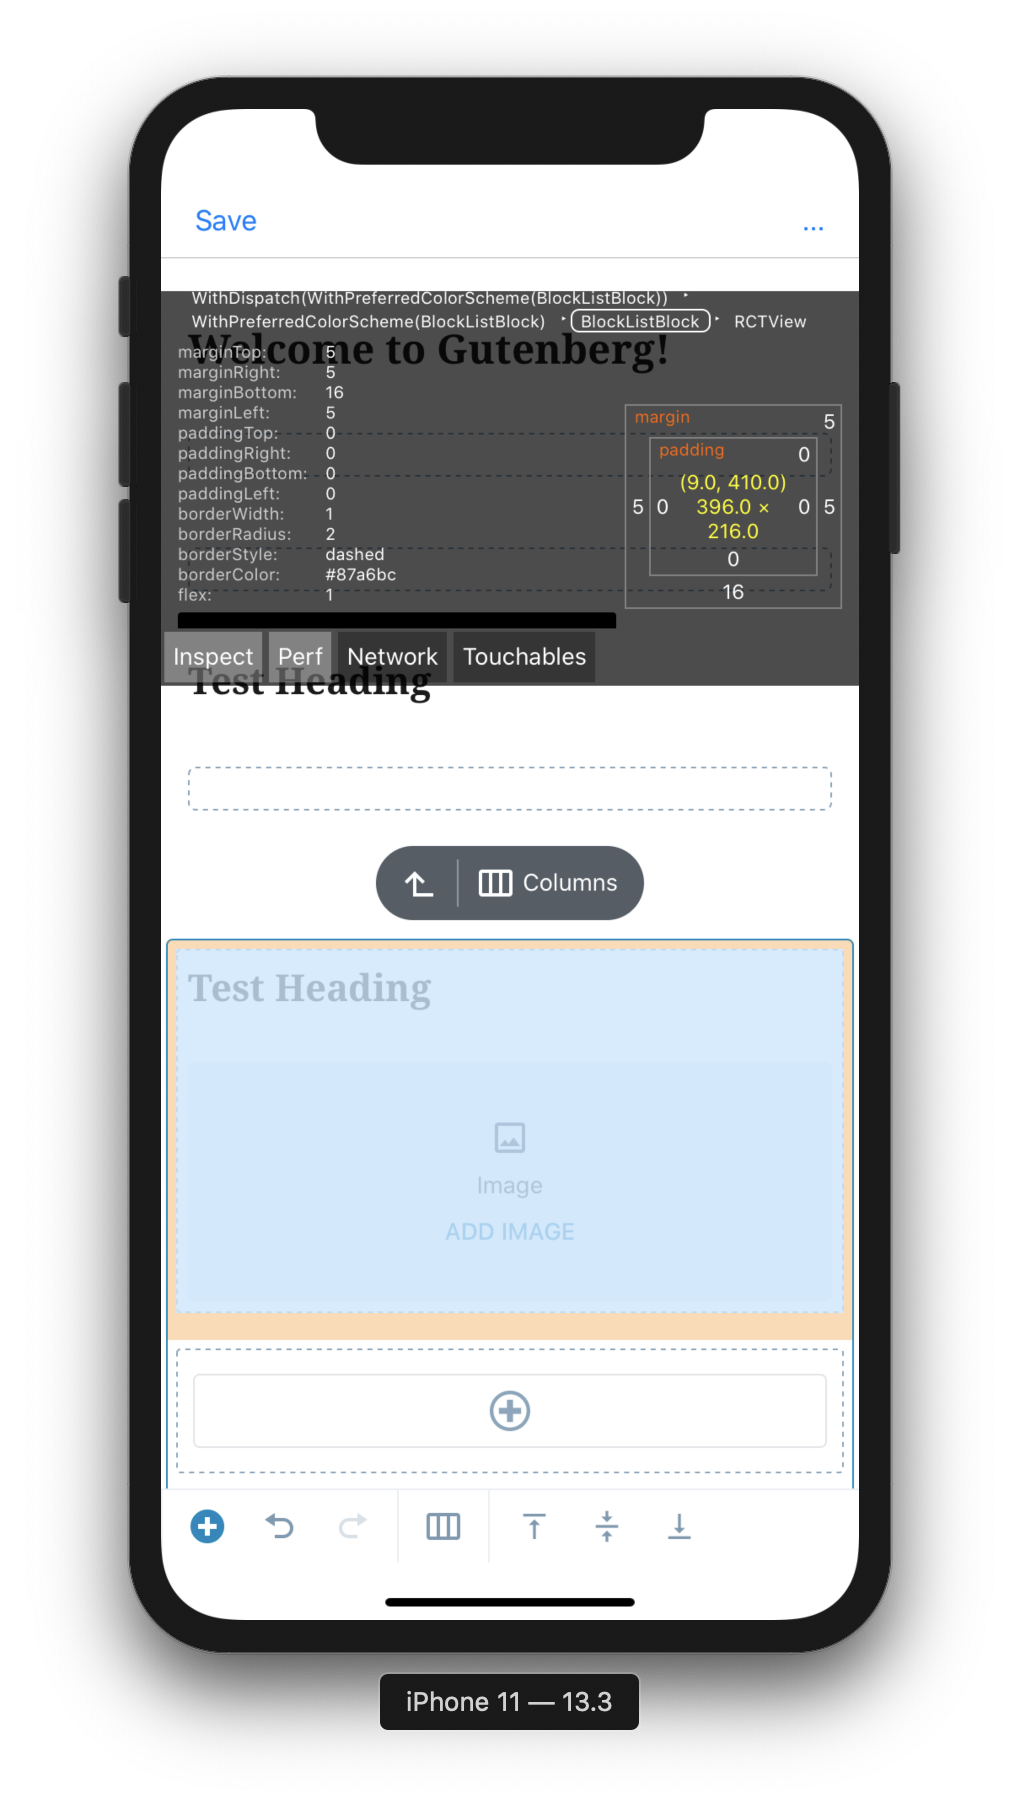 Save ...
WithDispatch(WithPreferredColorScheme(BlockListBlock))
WithPreferredColorScheme(BlockListBlock) BlockListBlock RCTView
Welcome to Gutenberg!
marginTop: 5
marginRight: 5
marginBottom: 16
marginLeft: 5
paddingTop: 0
paddingRight: 0
paddingBottom: 0
paddingLeft: 0
borderWidth: 1
borderRadius: 2
borderStyle: dashed
borderColor: #87a6bc
flex: 1
margin 5
padding 0
(9.0, 410.0)
5 0 396.0 × 0 5
216.0
0
16
Inspect Perf Network Touchables
Test Heading
Columns
Test Heading
Image
ADD IMAGE
iPhone 11 — 13.3